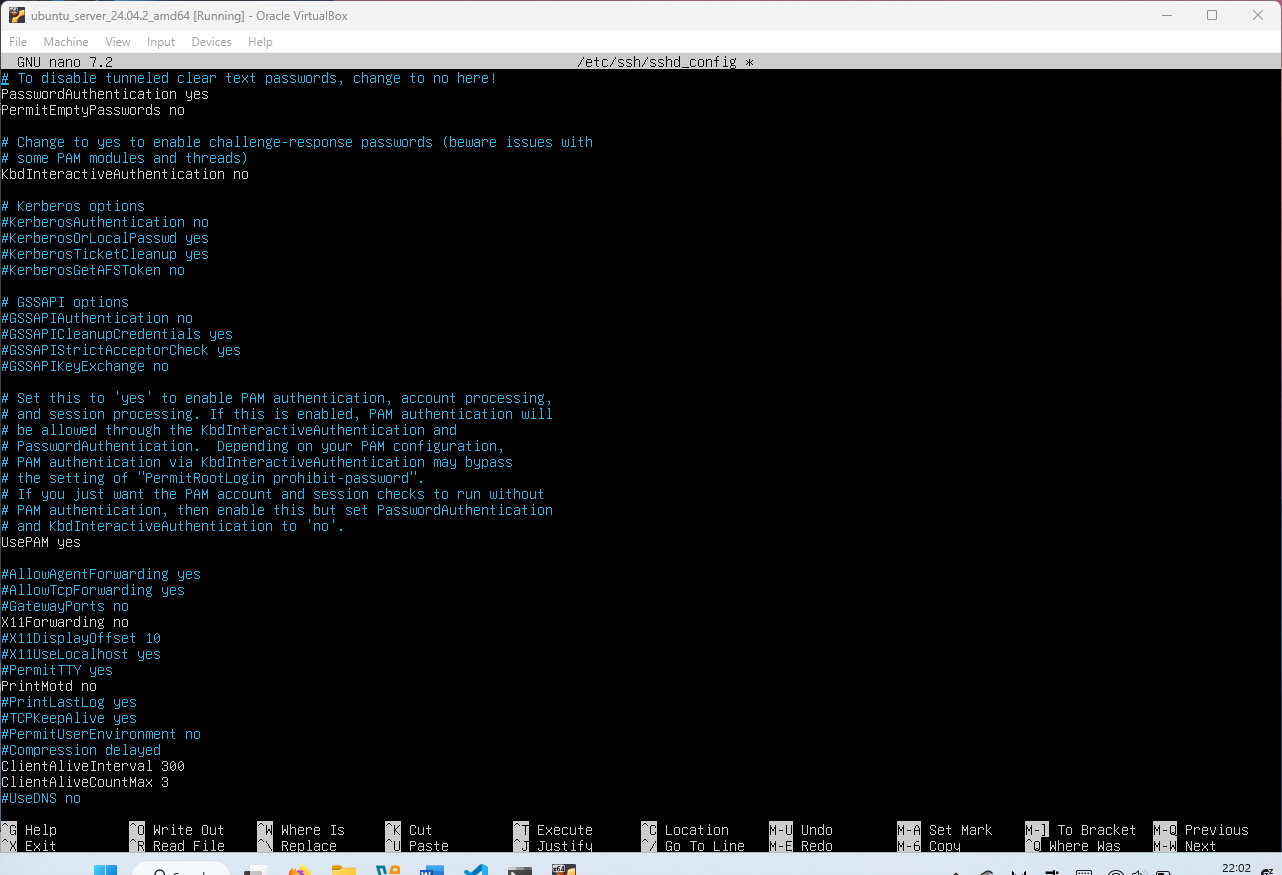 ubuntu_server_24.04.2_amd64 [Running] - Oracle VirtualBox
File Machine View Input Devices Help
GNU nano 7.2 /etc/ssh/sshd_config *
# To disable tunneled clear text passwords, change to no here!
PasswordAuthentication yes
PermitEmptyPasswords no
# Change to yes to enable challenge-response passwords (beware issues with
# some PAM modules and threads)
KbdInteractiveAuthentication no
# Kerberos options
#KerberosAuthentication no
#KerberosOrLocalPasswd yes
#KerberosTicketCleanup yes
#KerberosGetAFSToken no
# GSSAPI options
#GSSAPIAuthentication no
#GSSAPICleanupCredentials yes
#GSSAPIStrictAcceptorCheck yes
#GSSAPIKeyExchange no
# Set this to 'yes' to enable PAM authentication, account processing,
# and session processing. If this is enabled, PAM authentication will
# be allowed through the KbdInteractiveAuthentication and
# PasswordAuthentication.  Depending on your PAM configuration,
# PAM authentication via KbdInteractiveAuthentication may bypass
# the setting of "PermitRootLogin prohibit-password".
# If you just want the PAM account and session checks to run without
# PAM authentication, then enable this but set PasswordAuthentication
# and KbdInteractiveAuthentication to 'no'.
UsePAM yes
#AllowAgentForwarding yes
#AllowTcpForwarding yes
#GatewayPorts no
X11Forwarding no
#X11DisplayOffset 10
#X11UseLocalhost yes
#PermitTTY yes
PrintMotd no
#PrintLastLog yes
#TCPKeepAlive yes
#PermitUserEnvironment no
#Compression delayed
ClientAliveInterval 300
ClientAliveCountMax 3
#UseDNS no
^G Help ^O Write Out ^W Where Is ^K Cut ^T Execute ^C Location M-U Undo M-A Set Mark M-] To Bracket M-Q Previous
^X Exit ^R Read File ^\ Replace ^U Paste ^J Justify ^/ Go To Line M-E Redo M-6 Copy ^Q Where Was M-W Next
22:02